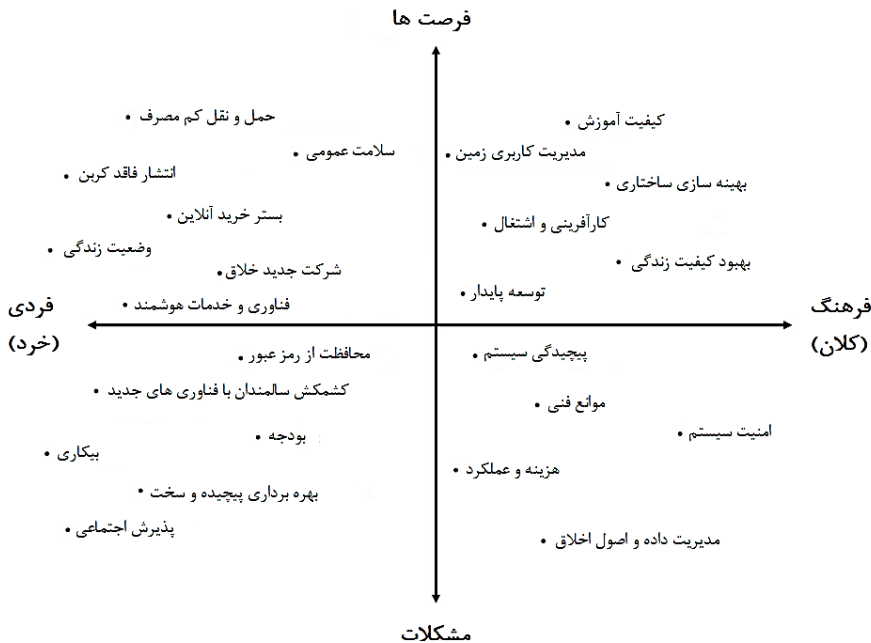 فرصت ها
کیفیت آموزش
حمل و نقل کم مصرف
مدیریت کاربری زمین
سلامت عمومی
بهینه سازی ساختاری
انتشار فاقد کربن
کارآفرینی و اشتغال
بستر خرید آنلاین
بهبود کیفیت زندگی
وضعیت زندگی
توسعه پایدار
شرکت جدید خلاق
فناوری و خدمات هوشمند
فرهنگ
(کلان)
فردی
(خرد)
پیچیدگی سیستم
محافظت از رمز عبور
موانع فنی
کشمکش سالمندان با فناوری های جدید
امنیت سیستم
بودجه
هزینه و عملکرد
بیکاری
بهره برداری پیچیده و سخت
مدیریت داده و اصول اخلاق
پذیرش اجتماعی
مشکلات